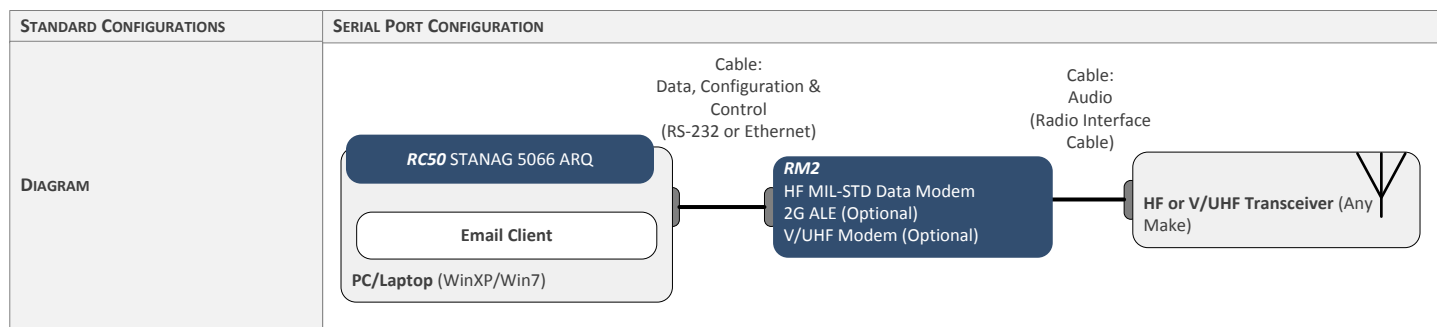 STANDARD CONFIGURATIONS
SERIAL PORT CONFIGURATION
DIAGRAM
Cable:
Data, Configuration &
Control
(RS-232 or Ethernet)
Cable:
Audio
(Radio Interface
Cable)
RC50 STANAG 5066 ARQ
Email Client
PC/Laptop (WinXP/Win7)
RM2
HF MIL-STD Data Modem
2G ALE (Optional)
V/UHF Modem (Optional)
HF or V/UHF Transceiver (Any
Make)